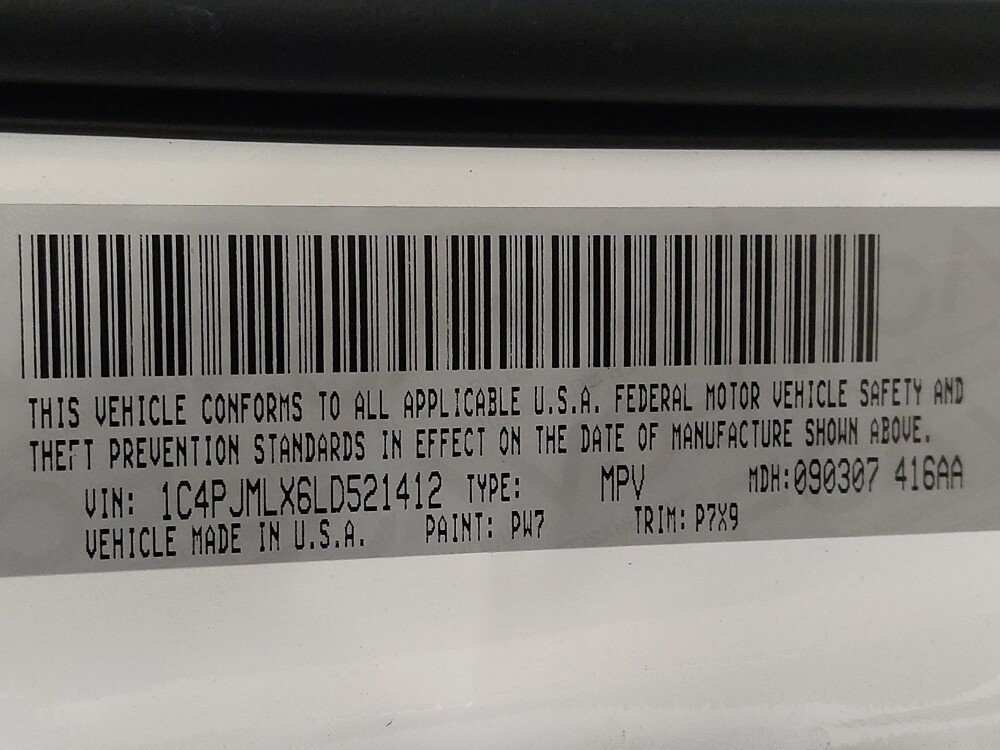 THIS VEHICLE CONFORMS TO ALL APPLICABLE U.S.A. FEDERAL MOTOR VEHICLE SAFETY AND
THEFT PREVENTION STANDARDS IN EFFECT ON THE DATE OF MANUFACTURE SHOWN ABOVE.
VIN: 1C4PJMLX6LD521412 TYPE: MPV MDH:090307 416AA
VEHICLE MADE IN U.S.A. PAINT: PW7 TRIM: P7X9